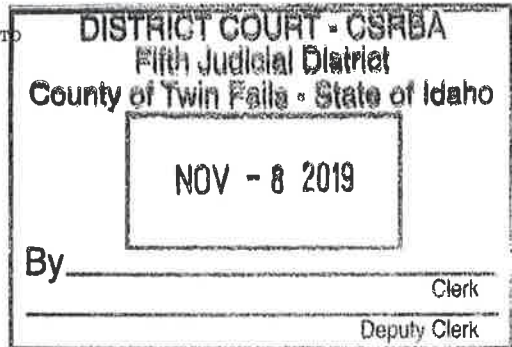 TO
DISTRICT COURT - CSRBA
Fifth Judicial District
County of Twin Falls - State of Idaho
NOV - 8 2019
By
Clerk
Deputy Clerk